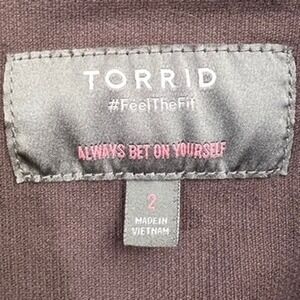 TORRID
#FeelTheFit
ALWAYS BET ON YOURSELF
2
MADE IN
VIETNAM